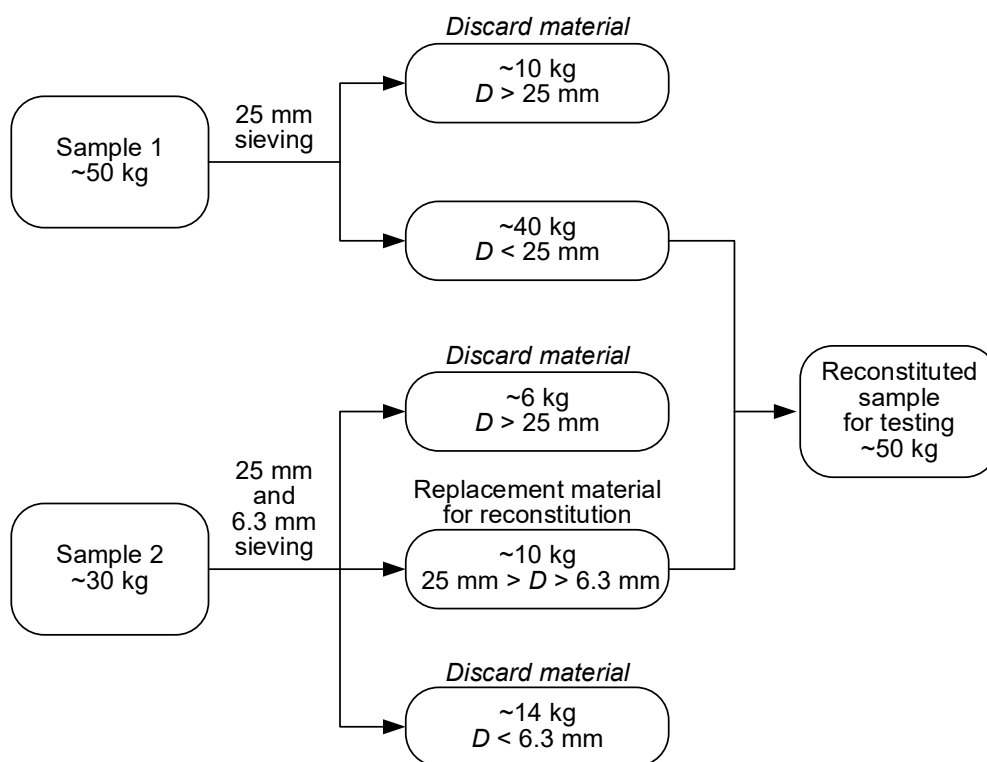 Discard material
~10 kg
D > 25 mm
25 mm
sieving
Sample 1
~50 kg
~40 kg
D < 25 mm
Discard material
~6 kg
D > 25 mm
Reconstituted
sample
for testing
~50 kg
25 mm
and
6.3 mm
sieving
Replacement material
for reconstitution
Sample 2
~30 kg
~10 kg
25 mm > D > 6.3 mm
Discard material
~14 kg
D < 6.3 mm